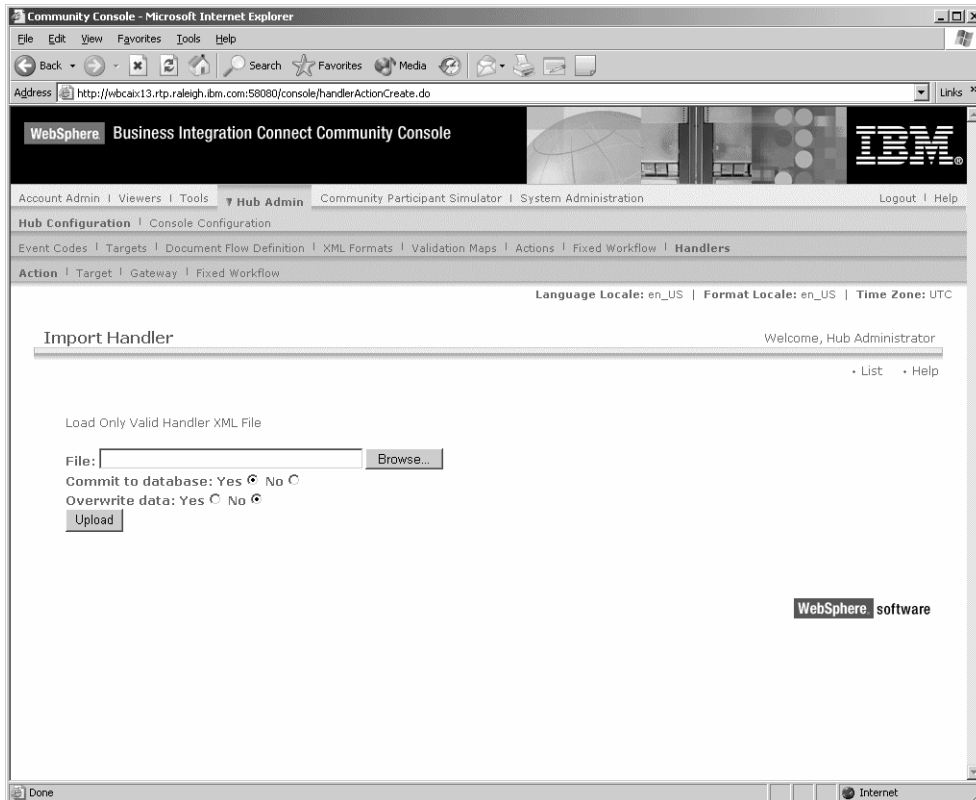 Community Console - Microsoft Internet Explorer
File Edit View Favorites Tools Help
Back Search Favorites Media
Address http://wbcaix13.rtp.raleigh.ibm.com:58080/console/handlerActionCreate.do Links »
WebSphere. Business Integration Connect Community Console
IBM®
Account Admin | Viewers | Tools Hub Admin Community Participant Simulator | System Administration Logout | Help
Hub Configuration | Console Configuration
Event Codes | Targets | Document Flow Definition | XML Formats | Validation Maps | Actions | Fixed Workflow | Handlers
Action | Target | Gateway | Fixed Workflow
Language Locale: en_US | Format Locale: en_US | Time Zone: UTC
Import Handler Welcome, Hub Administrator
• List • Help
Load Only Valid Handler XML File
File: Browse...
Commit to database: Yes No
Overwrite data: Yes No
Upload
WebSphere. software
Done Internet